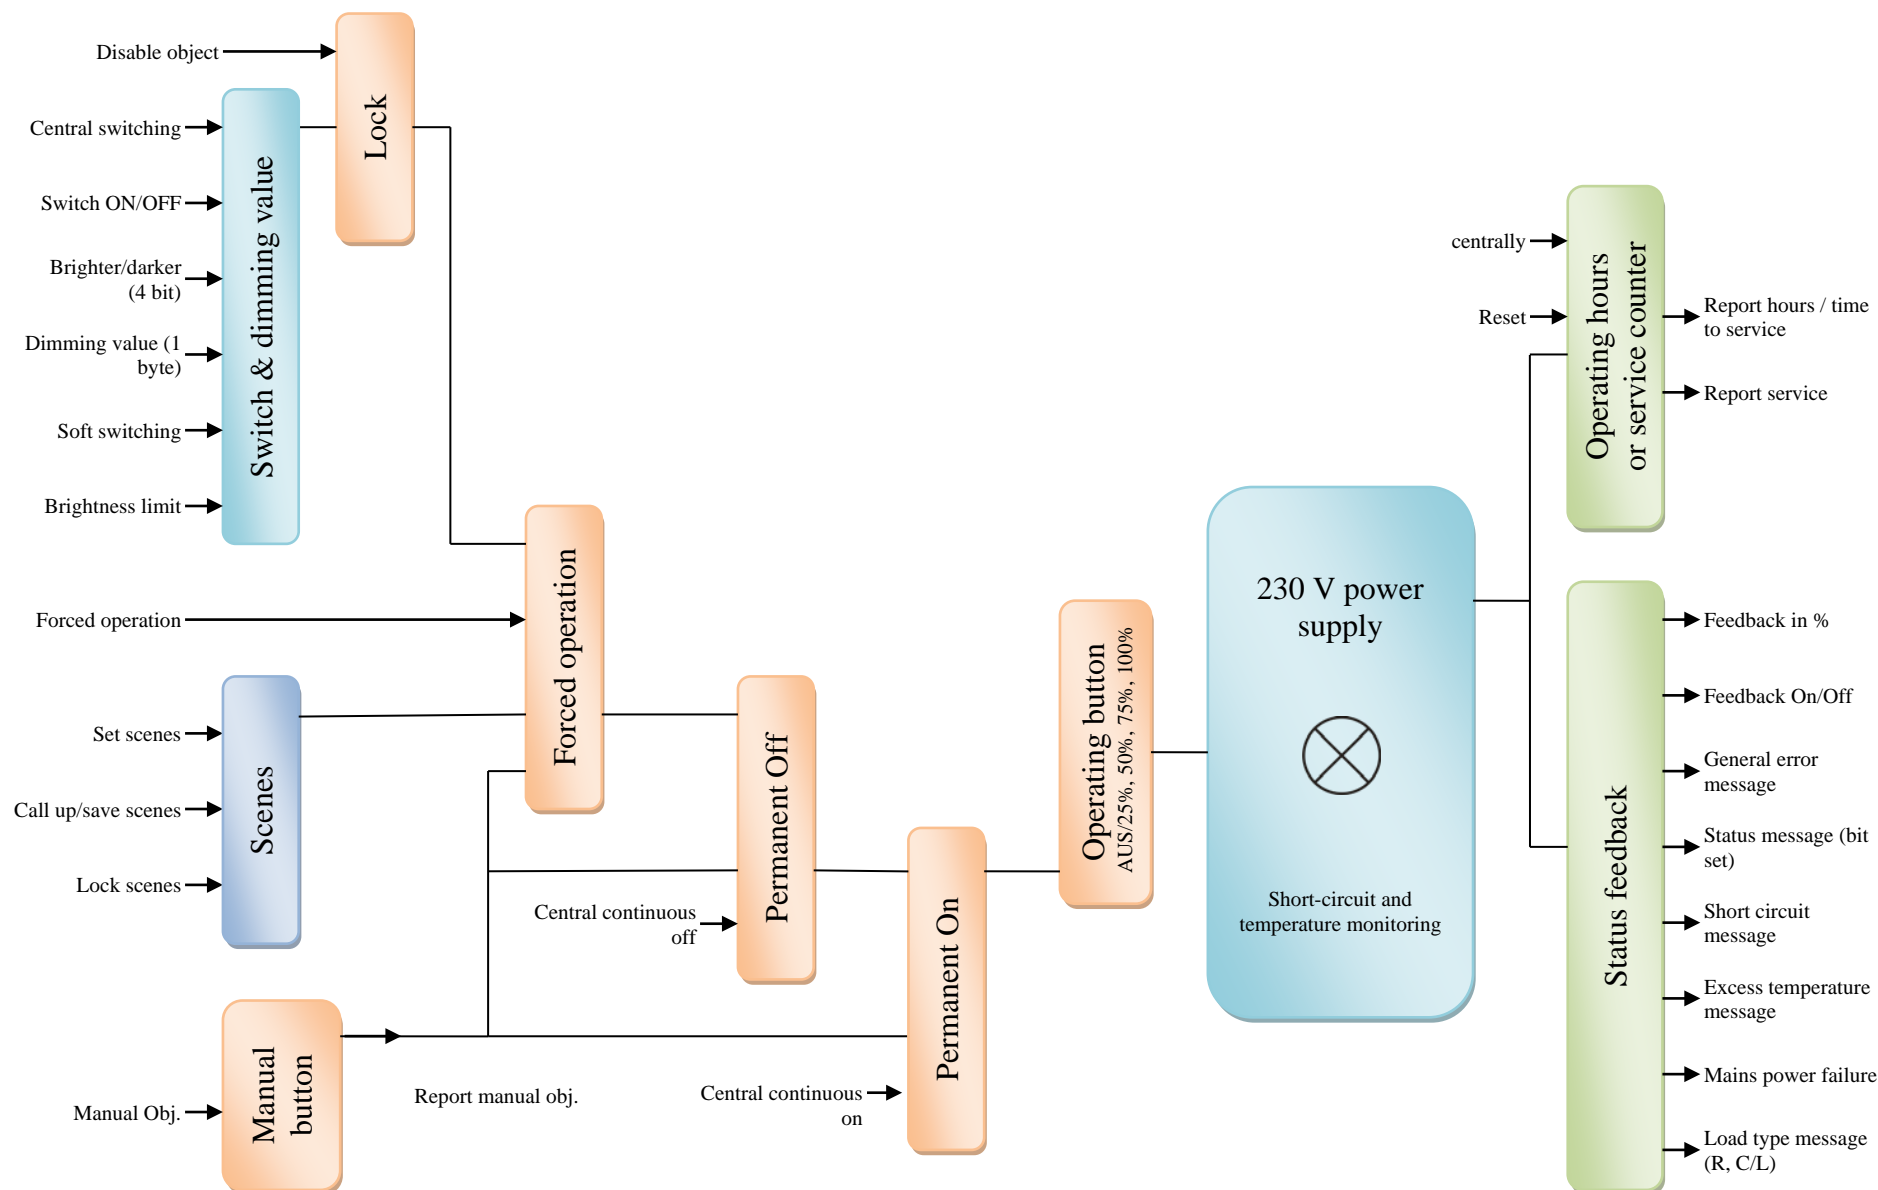 Disable object
Lock
Central switching
Switch ON/OFF
Brighter/darker
(4 bit)
Dimming value (1
byte)
Soft switching
Brightness limit
Switch & dimming value
Forced operation
Forced operation
Set scenes
Call up/save scenes
Lock scenes
Scenes
Manual Obj.
Manual
button
Report manual obj.
Permanent Off
Central continuous
off
Permanent On
Central continuous
on
Operating button
AUS/25%, 50%, 75%, 100%
230 V power
supply
Short-circuit and
temperature monitoring
centrally
Reset
Operating hours
or service counter
Report hours / time
to service
Report service
Status feedback
Feedback in %
Feedback On/Off
General error
message
Status message (bit
set)
Short circuit
message
Excess temperature
message
Mains power failure
Load type message
(R, C/L)